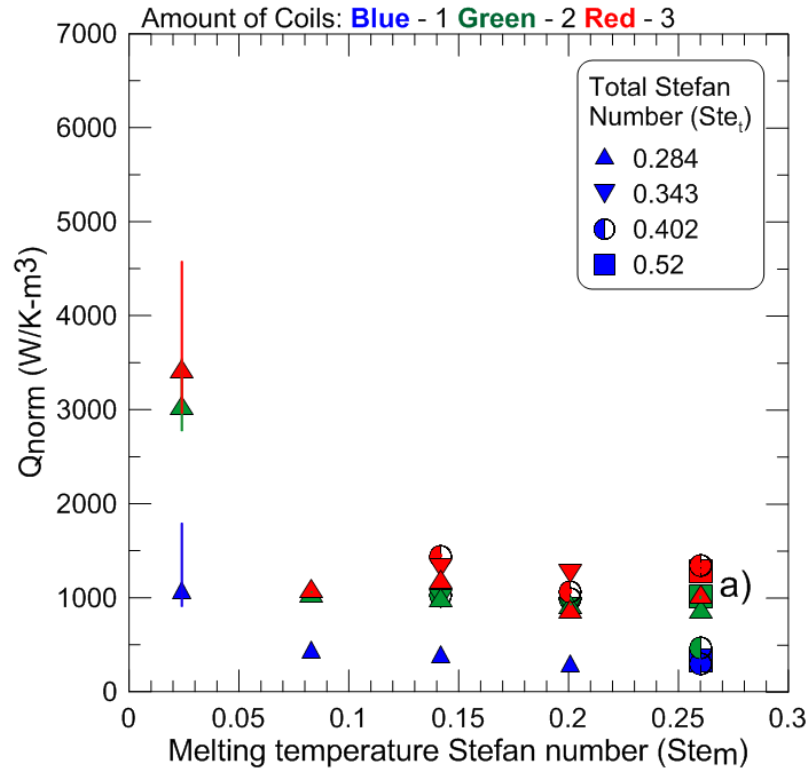 Amount of Coils: Blue - 1 Green - 2 Red - 3
7000
6000
5000
4000
3000
2000
1000
0
Qnorm (W/K-m³)
Total Stefan
Number (Steₜ)
0.284
0.343
0.402
0.52
a)
0 0.05 0.1 0.15 0.2 0.25 0.3
Melting temperature Stefan number (Stem)